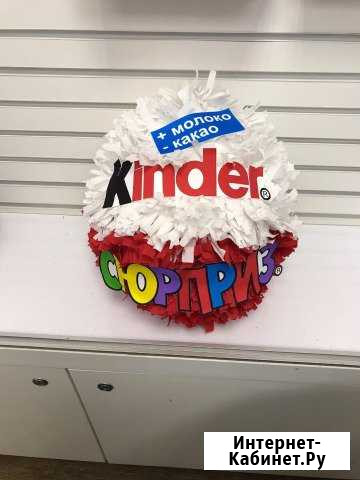 + молоко
- какао
Kinder®
СЮРПРИЗ®
Интернет-
Кабинет.Ру